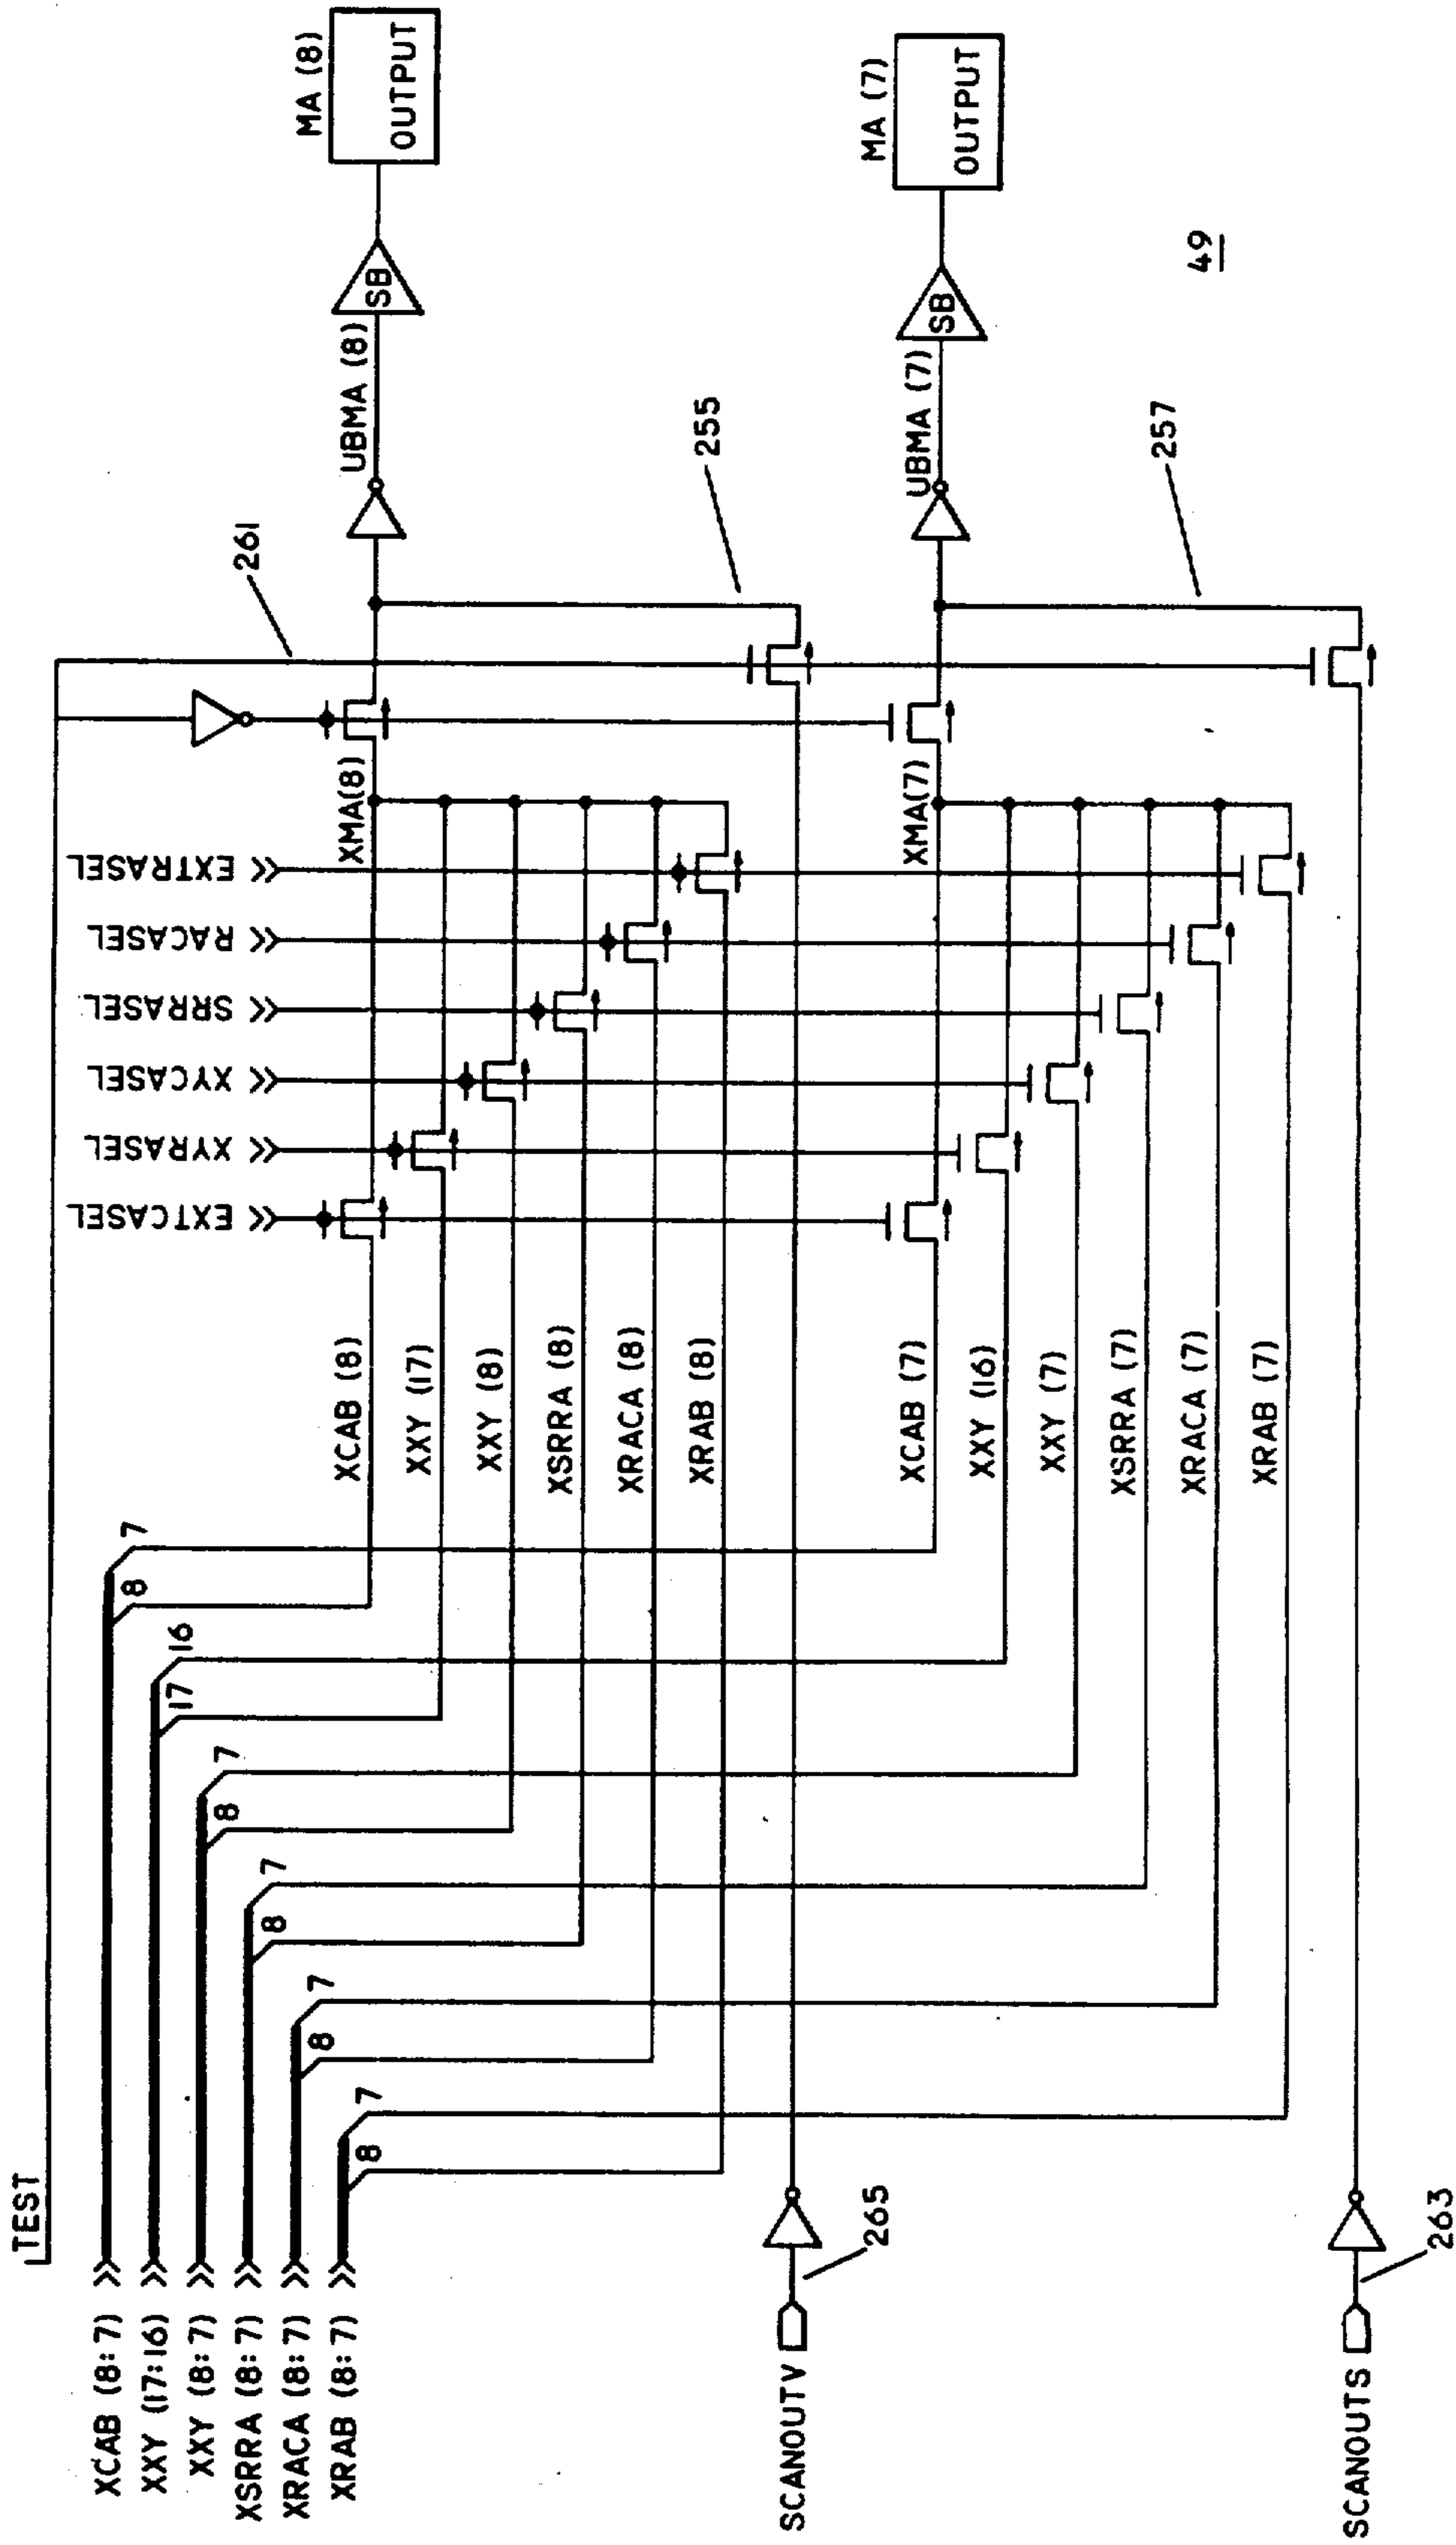 TEST
XCAB (8:7)
XXY (17:16)
XXY (8:7)
XSRRA (8:7)
XRACA (8:7)
XRAB (8:7)
8
7
17
16
8
7
8
7
8
7
8
7
XCAB (8)
XXY (17)
XXY (8)
XSRRA (8)
XRACA (8)
XRAB (8)
XCAB (7)
XXY (16)
XXY (7)
XSRRA (7)
XRACA (7)
XRAB (7)
EXTCASEL
XYRASEL
XYCASEL
SRRASEL
RACASEL
EXTRASEL
XMA(8)
XMA(7)
261
255
257
UBMA (8)
UBMA (7)
SB
SB
MA (8)
OUTPUT
MA (7)
OUTPUT
SCANOUTV
265
SCANOUTS
263
49